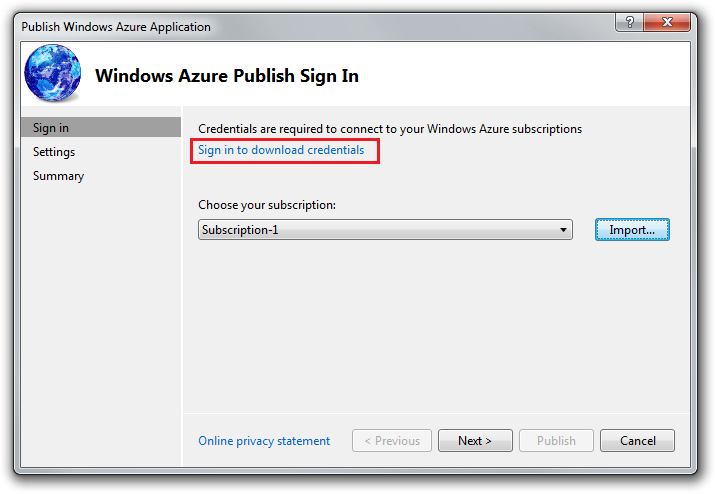 Publish Windows Azure Application
?
Windows Azure Publish Sign In
Sign in
Settings
Summary
Credentials are required to connect to your Windows Azure subscriptions
Sign in to download credentials
Choose your subscription:
Subscription-1
Import...
Online privacy statement
< Previous
Next >
Publish
Cancel